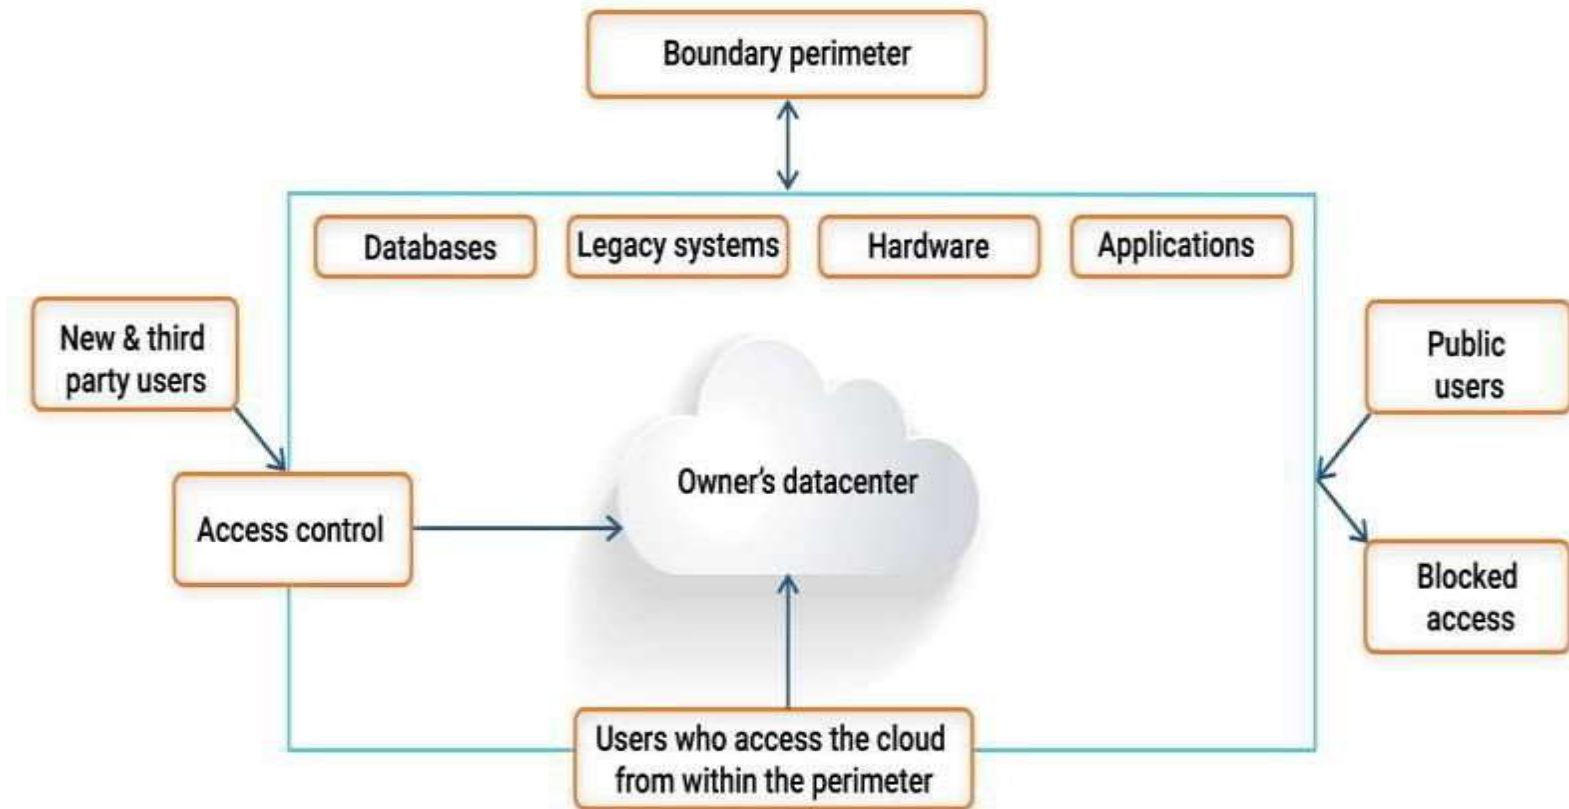 Boundary perimeter
Databases
Legacy systems
Hardware
Applications
New & third
party users
Public
users
Owner's datacenter
Access control
Blocked
access
Users who access the cloud
from within the perimeter